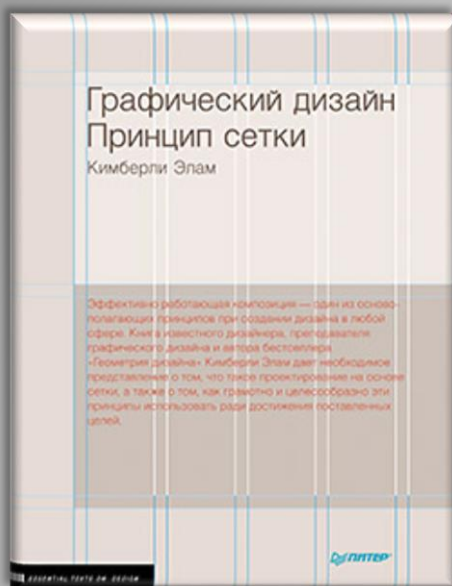 Графический дизайн
Принцип сетки
Кимберли Элам
Эффективно работающая композиция — один из осново-
полагающих принципов при создании дизайна в любой
сфере. Книга известного дизайнера, преподавателя
графического дизайна и автора бестселлера
«Геометрия дизайна» Кимберли Элам дает необходимое
представление о том, что такое проектирование на основе
сетки, а также о том, как грамотно и целесообразно эти
принципы использовать ради достижения поставленных
целей.
ESSENTIAL TEXTS ON DESIGN
ПИТЕР®